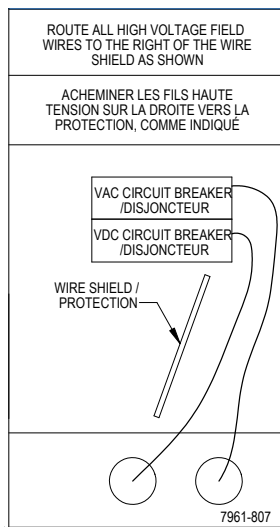 ROUTE ALL HIGH VOLTAGE FIELD
WIRES TO THE RIGHT OF THE WIRE
SHIELD AS SHOWN
ACHEMINER LES FILS HAUTE
TENSION SUR LA DROITE VERS LA
PROTECTION, COMME INDIQUÉ
VAC CIRCUIT BREAKER
/DISJONCTEUR
VDC CIRCUIT BREAKER
/DISJONCTEUR
WIRE SHIELD /
PROTECTION
7961-807